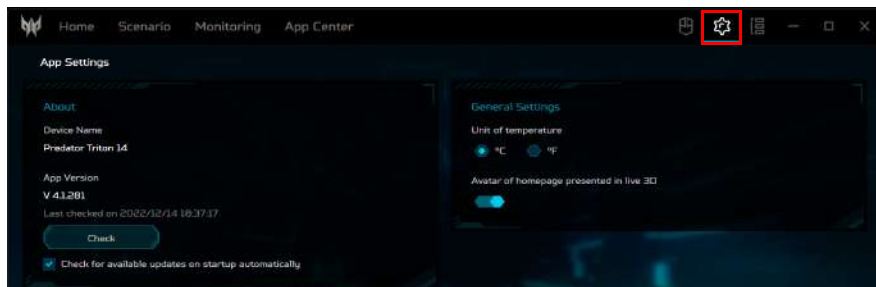 Home Scenario Monitoring App Center
App Settings
About
Device Name
Predator Triton 14
App Version
V 4.1.281
Last checked on 2022/12/14 18:37:17
Check
Check for available updates on startup automatically
General Settings
Unit of temperature
°C °F
Avatar of homepage presented in live 3D